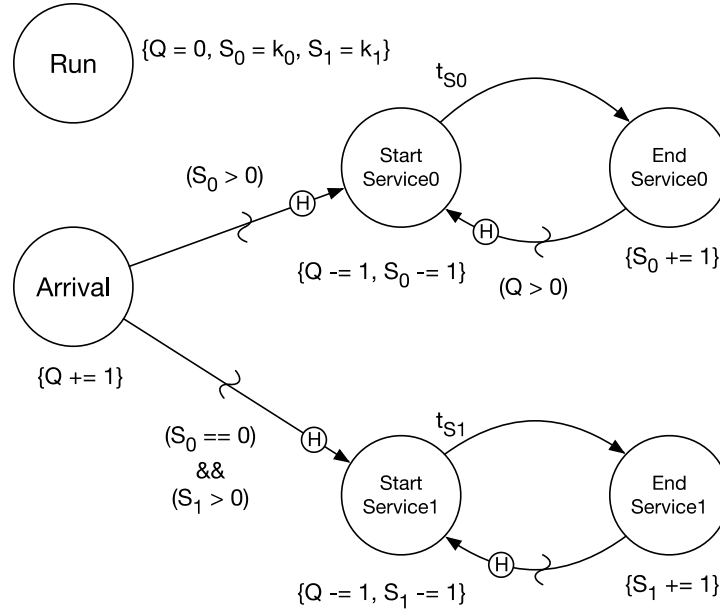 Run
{Q = 0, S₀ = k₀, S₁ = k₁}
tS0
Start
Service0
End
Service0
(S₀ > 0)
H
H
{Q -= 1, S₀ -= 1}
(Q > 0)
{S₀ += 1}
Arrival
{Q += 1}
(S₀ == 0)
&&
(S₁ > 0)
H
tS1
Start
Service1
End
Service1
H
{Q -= 1, S₁ -= 1}
{S₁ += 1}